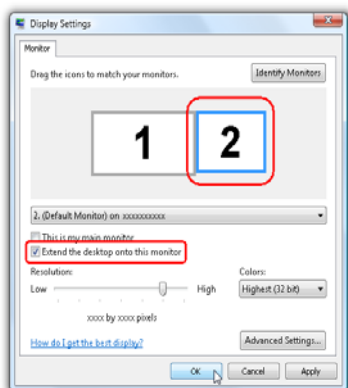 Display Settings
Monitor
Drag the icons to match your monitors.
Identify Monitors
1
2
2. (Default Monitor) on xxxxxxxxxx
This is my main monitor
Extend the desktop onto this monitor
Resolution:
Colors:
Low
High
Highest (32 bit)
xxxx by xxxx pixels
How do I get the best display?
Advanced Settings...
OK
Cancel
Apply